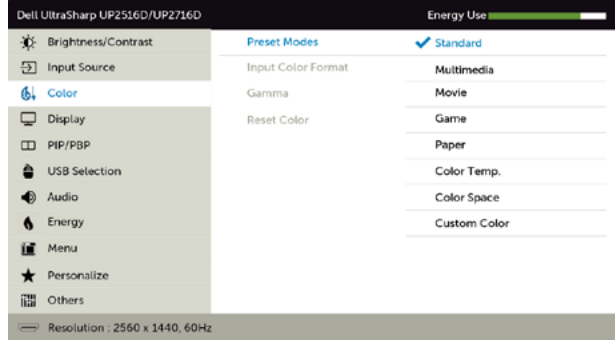 Dell UltraSharp UP2516D/UP2716D
Energy Use
Brightness/Contrast
Input Source
Color
Display
PIP/PBP
USB Selection
Audio
Energy
Menu
Personalize
Others
Preset Modes
Input Color Format
Gamma
Reset Color
Standard
Multimedia
Movie
Game
Paper
Color Temp.
Color Space
Custom Color
Resolution : 2560 x 1440, 60Hz